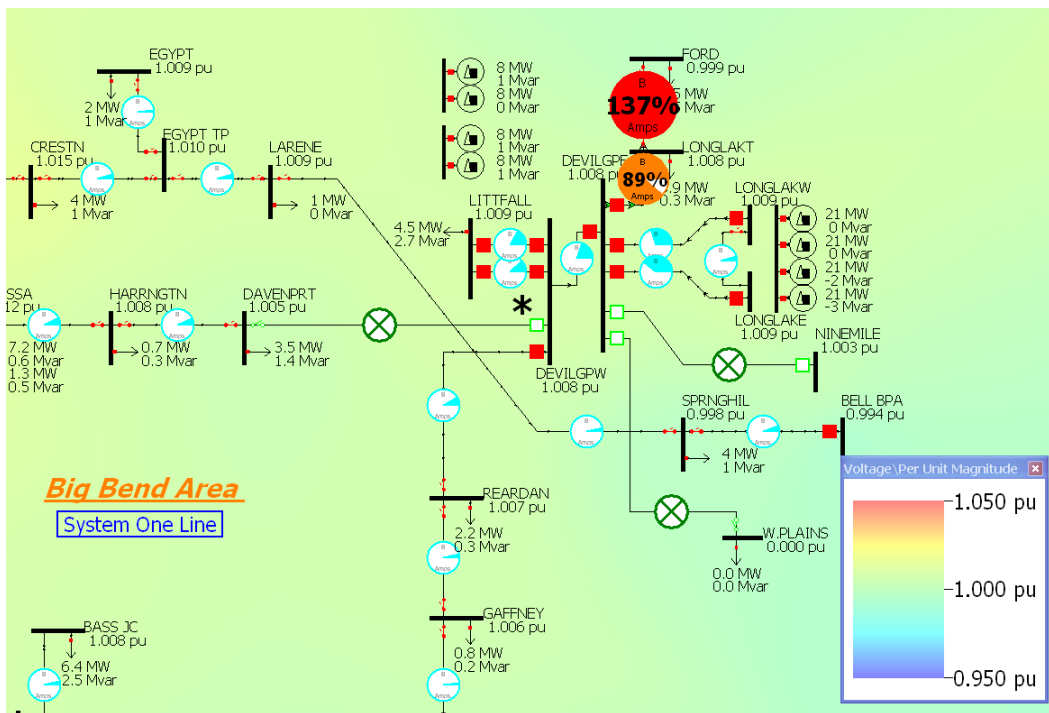 EGYPT
1.009 pu
2 MW
1 Mvar
EGYPT TP
1.010 pu
CRESTN
1.015 pu
4 MW
1 Mvar
LARENE
1.009 pu
1 MW
0 Mvar
8 MW
1 Mvar
8 MW
0 Mvar
8 MW
1 Mvar
8 MW
1 Mvar
FORD
0.999 pu
B
137%
Amps
MW
Mvar
LONGLAKT
1.008 pu
B
89%
Amps
.9 MW
0.3 Mvar
1.008 pu
LONGLAKW
1.009 pu
21 MW
0 Mvar
21 MW
0 Mvar
21 MW
-2 Mvar
21 MW
-3 Mvar
LONGLAKE
1.009 pu
LITTFALL
1.009 pu
4.5 MW
2.7 Mvar
*
SSA
12 pu
7.2 MW
0.6 Mvar
1.3 MW
0.5 Mvar
HARRNGTN
1.008 pu
0.7 MW
0.3 Mvar
DAVENPRT
1.005 pu
3.5 MW
1.4 Mvar
NINEMILE
1.003 pu
DEVILGPW
1.008 pu
SPRNGHIL
0.998 pu
4 MW
1 Mvar
BELL BPA
0.994 pu
Big Bend Area
System One Line
REARDAN
1.007 pu
2.2 MW
0.3 Mvar
W.PLAINS
0.000 pu
0.0 MW
0.0 Mvar
GAFFNEY
1.006 pu
0.8 MW
0.2 Mvar
BASS JC
1.008 pu
6.4 MW
2.5 Mvar
Voltage\Per Unit Magnitude
1.050 pu
1.000 pu
0.950 pu